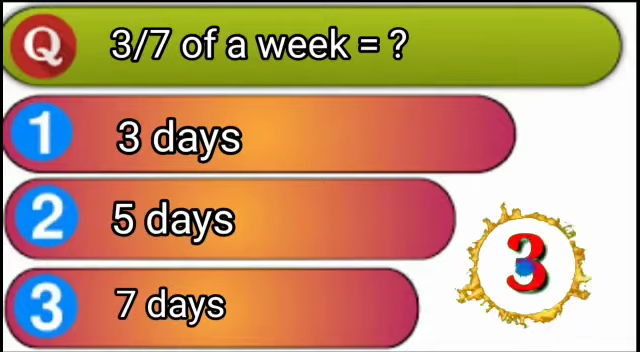 Q 3/7 of a week = ?
1 3 days
2 5 days
3 7 days
3